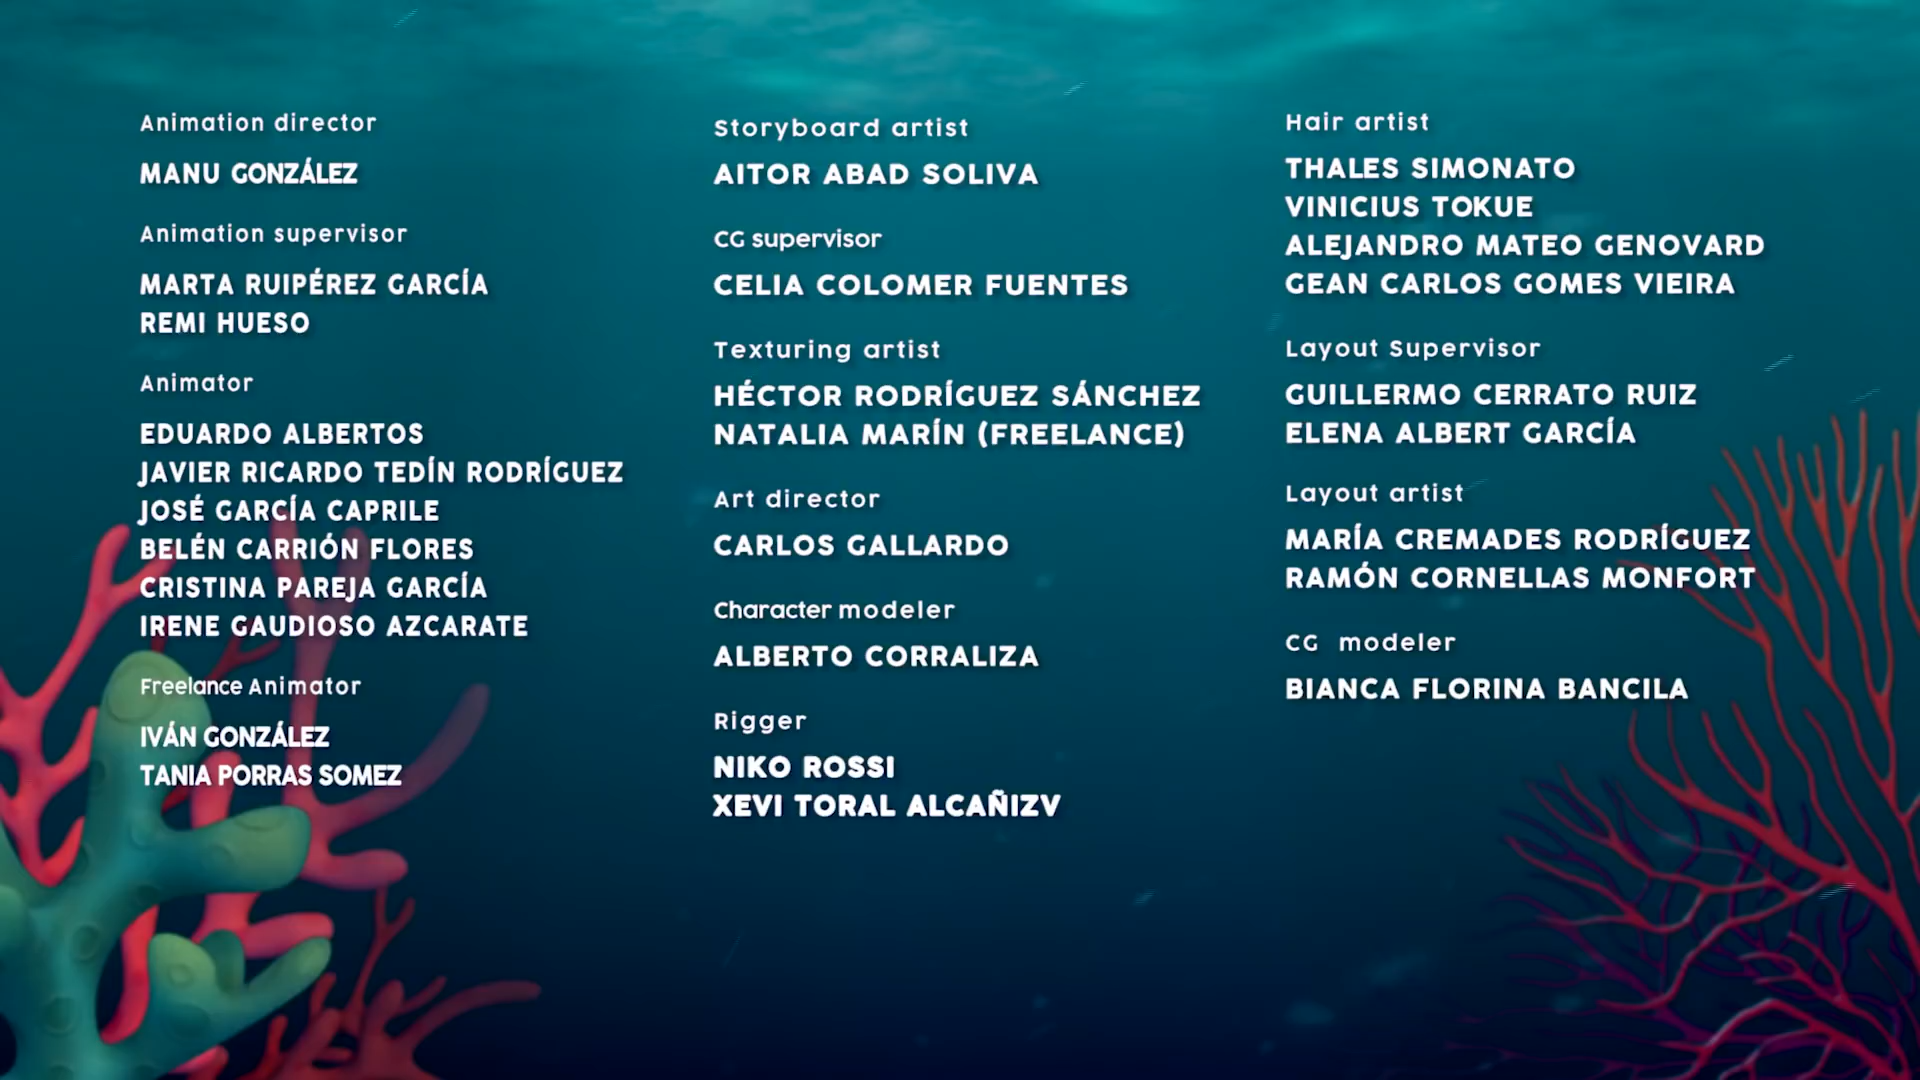 Animation director
MANU GONZÁLEZ
Animation supervisor
MARTA RUIPÉREZ GARCÍA
REMI HUESO
Animator
EDUARDO ALBERTOS
JAVIER RICARDO TEDÍN RODRÍGUEZ
JOSÉ GARCÍA CAPRILE
BELÉN CARRIÓN FLORES
CRISTINA PAREJA GARCÍA
IRENE GAUDIOSO AZCARATE
Freelance Animator
IVÁN GONZÁLEZ
TANIA PORRAS SOMEZ
Storyboard artist
AITOR ABAD SOLIVA
CG supervisor
CELIA COLOMER FUENTES
Texturing artist
HÉCTOR RODRÍGUEZ SÁNCHEZ
NATALIA MARÍN (FREELANCE)
Art director
CARLOS GALLARDO
Character modeler
ALBERTO CORRALIZA
Rigger
NIKO ROSSI
XEVI TORAL ALCAÑIZV
Hair artist
THALES SIMONATO
VINICIUS TOKUE
ALEJANDRO MATEO GENOVARD
GEAN CARLOS GOMES VIEIRA
Layout Supervisor
GUILLERMO CERRATO RUIZ
ELENA ALBERT GARCÍA
Layout artist
MARÍA CREMADES RODRÍGUEZ
RAMÓN CORNELLAS MONFORT
CG modeler
BIANCA FLORINA BANCILA